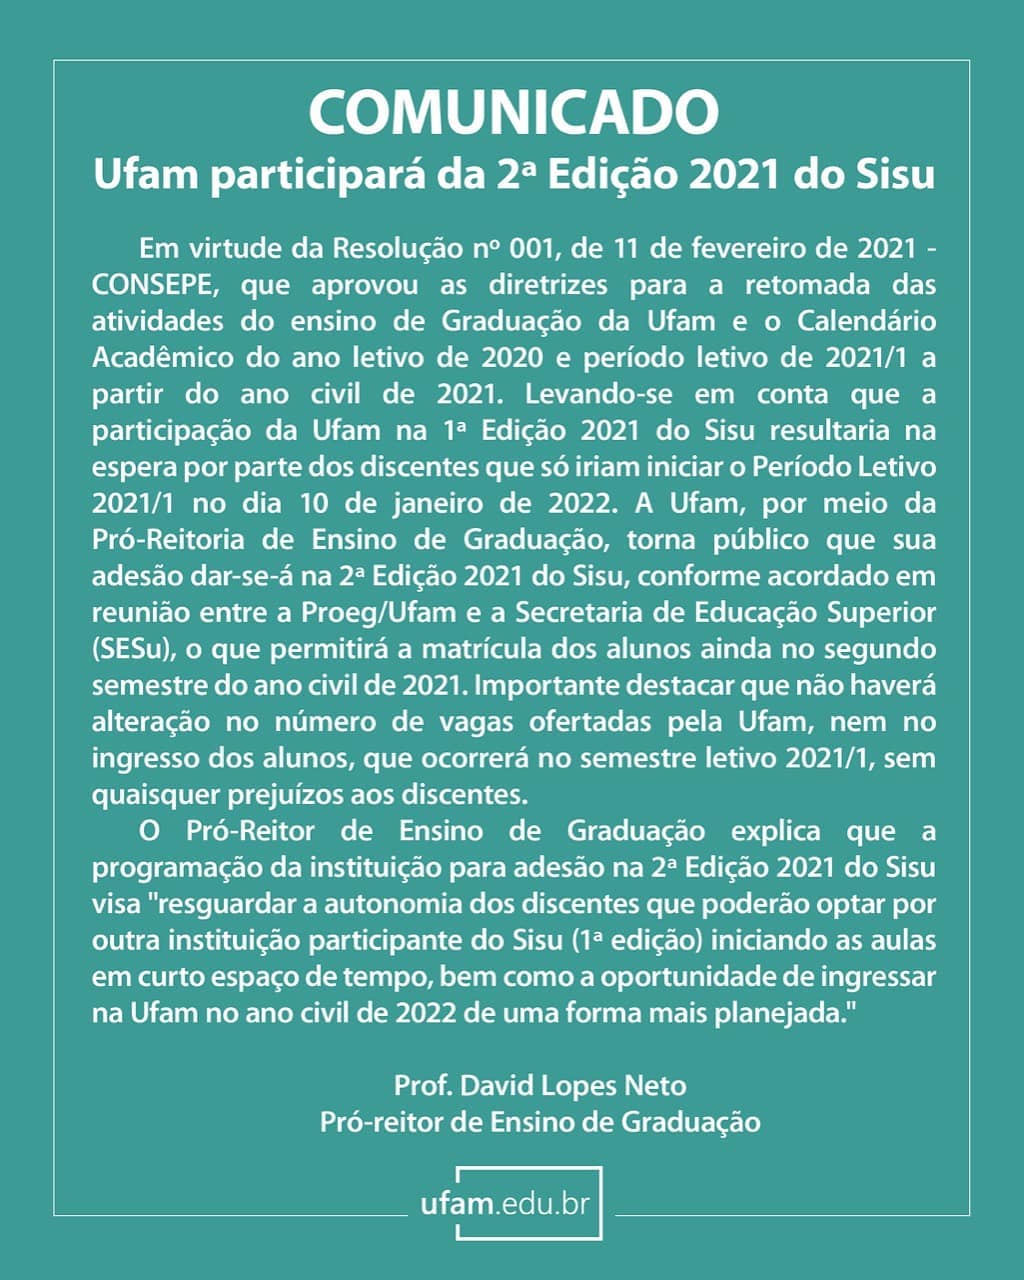 COMUNICADO
Ufam participará da 2ª Edição 2021 do Sisu
Em virtude da Resolução nº 001, de 11 de fevereiro de 2021 -
CONSEPE, que aprovou as diretrizes para a retomada das
atividades do ensino de Graduação da Ufam e o Calendário
Acadêmico do ano letivo de 2020 e período letivo de 2021/1 a
partir do ano civil de 2021. Levando-se em conta que a
participação da Ufam na 1ª Edição 2021 do Sisu resultaria na
espera por parte dos discentes que só iriam iniciar o Período Letivo
2021/1 no dia 10 de janeiro de 2022. A Ufam, por meio da
Pró-Reitoria de Ensino de Graduação, torna público que sua
adesão dar-se-á na 2ª Edição 2021 do Sisu, conforme acordado em
reunião entre a Proeg/Ufam e a Secretaria de Educação Superior
(SESu), o que permitirá a matrícula dos alunos ainda no segundo
semestre do ano civil de 2021. Importante destacar que não haverá
alteração no número de vagas ofertadas pela Ufam, nem no
ingresso dos alunos, que ocorrerá no semestre letivo 2021/1, sem
quaisquer prejuízos aos discentes.
O Pró-Reitor de Ensino de Graduação explica que a
programação da instituição para adesão na 2ª Edição 2021 do Sisu
visa "resguardar a autonomia dos discentes que poderão optar por
outra instituição participante do Sisu (1ª edição) iniciando as aulas
em curto espaço de tempo, bem como a oportunidade de ingressar
na Ufam no ano civil de 2022 de uma forma mais planejada."
Prof. David Lopes Neto
Pró-reitor de Ensino de Graduação
ufam.edu.br